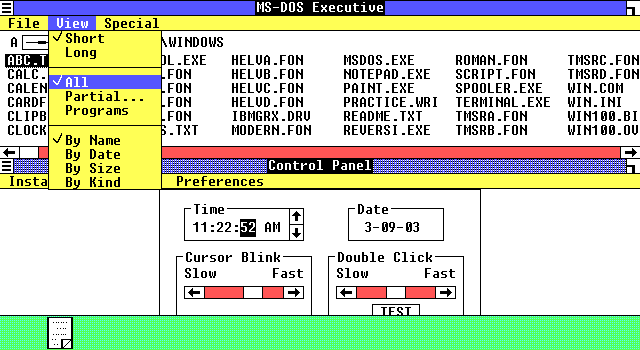 MS-DOS Executive
File View Special
A \WINDOWS
✓Short
Long
✓All
Partial...
Programs
✓By Name
By Date
By Size
By Kind
ABC.T OL.EXE HELVA.FON MSDOS.EXE ROMAN.FON TMSRC.FON
CALC. .FON HELVB.FON NOTEPAD.EXE SCRIPT.FON TMSRD.FON
CALEN .FON HELVC.FON PAINT.EXE SPOOLER.EXE WIN.COM
CARDF .FON HELVD.FON PRACTICE.WRI TERMINAL.EXE WIN.INI
CLIPB .FON IBMGRX.DRV README.TXT TMSRA.FON WIN100.BI
CLOCK S.TXT MODERN.FON REVERSI.EXE TMSRB.FON WIN100.OV
Control Panel
Insta Preferences
Time Date
11:22:52 AM 3-09-03
Cursor Blink Double Click
Slow Fast Slow Fast
TEST